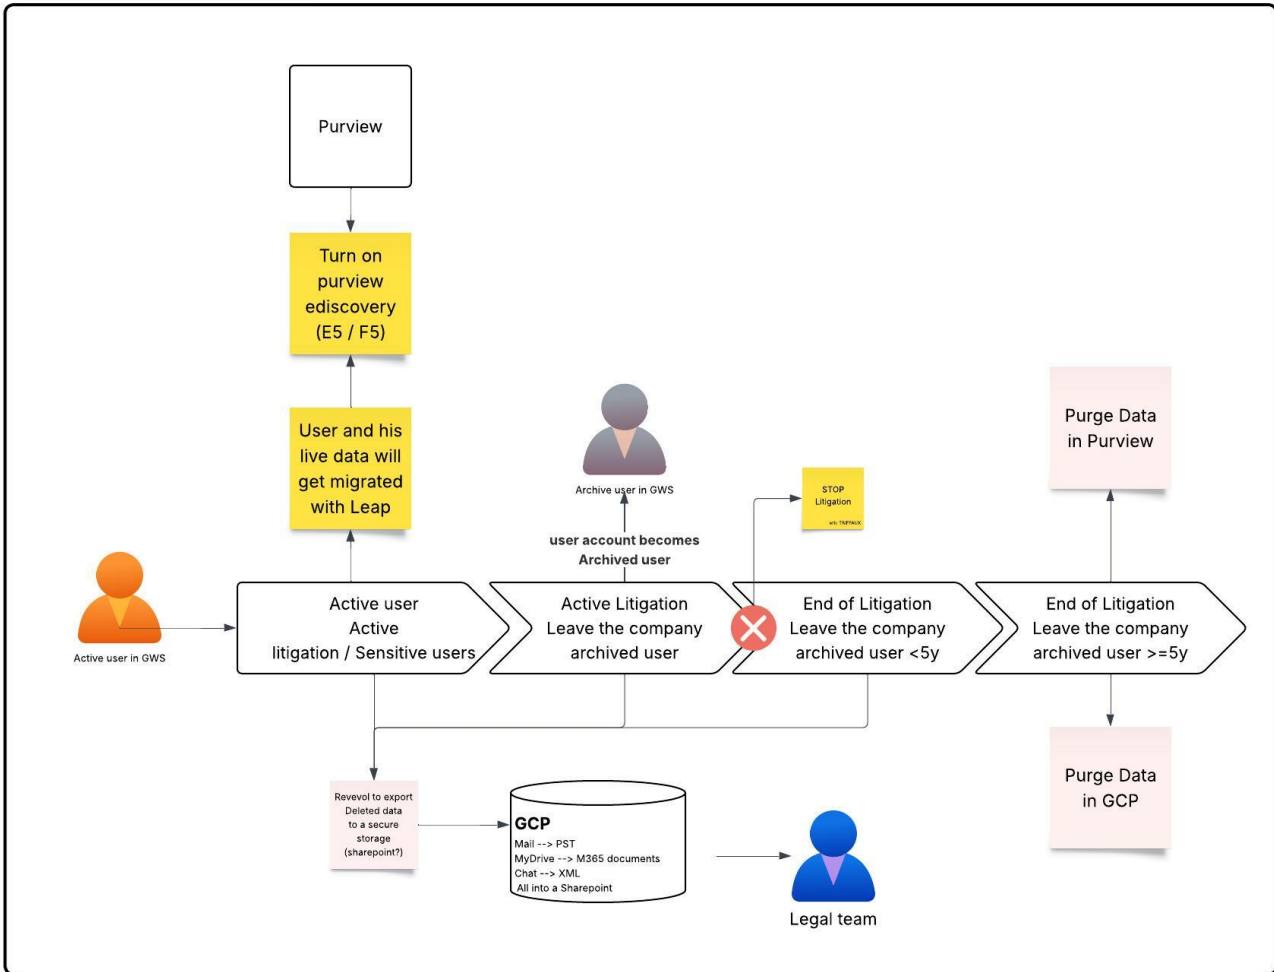 Purview
Turn on
purview
ediscovery
(E5 / F5)
User and his
live data will
get migrated
with Leap
Archive user in GWS
user account becomes
Archived user
STOP
Litigation
Purge Data
in Purview
Active user in GWS
Active user
Active
litigation / Sensitive users
Active Litigation
Leave the company
archived user
End of Litigation
Leave the company
archived user <5y
End of Litigation
Leave the company
archived user >=5y
Revevol to export
Deleted data
to a secure
storage
(sharepoint?)
GCP
Mail --> PST
MyDrive --> M365 documents
Chat --> XML
All into a Sharepoint
Legal team
Purge Data
in GCP